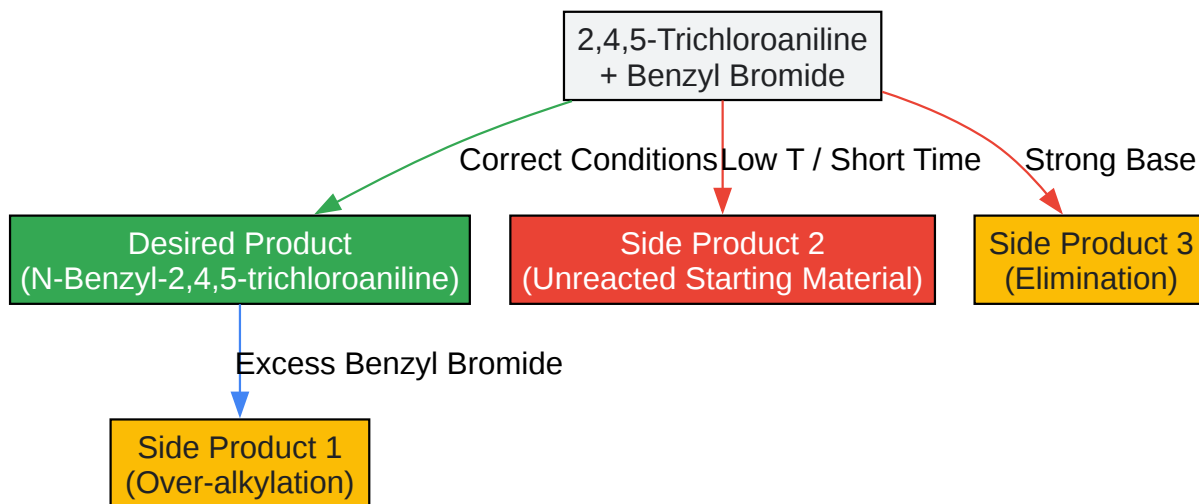 2,4,5-Trichloroaniline
+ Benzyl Bromide
Correct Conditions
Low T / Short Time
Strong Base
Desired Product
(N-Benzyl-2,4,5-trichloroaniline)
Side Product 2
(Unreacted Starting Material)
Side Product 3
(Elimination)
Excess Benzyl Bromide
Side Product 1
(Over-alkylation)